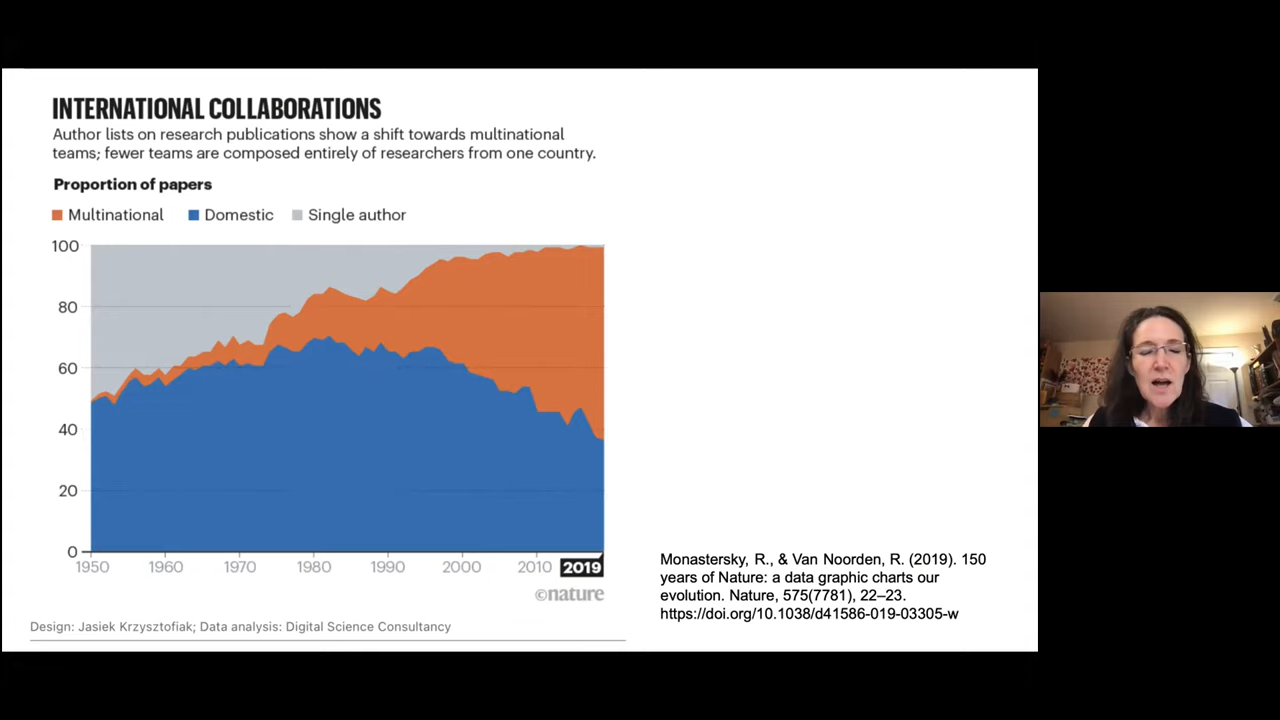 INTERNATIONAL COLLABORATIONS
Author lists on research publications show a shift towards multinational
teams; fewer teams are composed entirely of researchers from one country.
Proportion of papers
Multinational Domestic Single author
100
80
60
40
20
0
1950 1960 1970 1980 1990 2000 2010 2019
©nature
Design: Jasiek Krzysztofiak; Data analysis: Digital Science Consultancy
Monastersky, R., & Van Noorden, R. (2019). 150
years of Nature: a data graphic charts our
evolution. Nature, 575(7781), 22–23.
https://doi.org/10.1038/d41586-019-03305-w